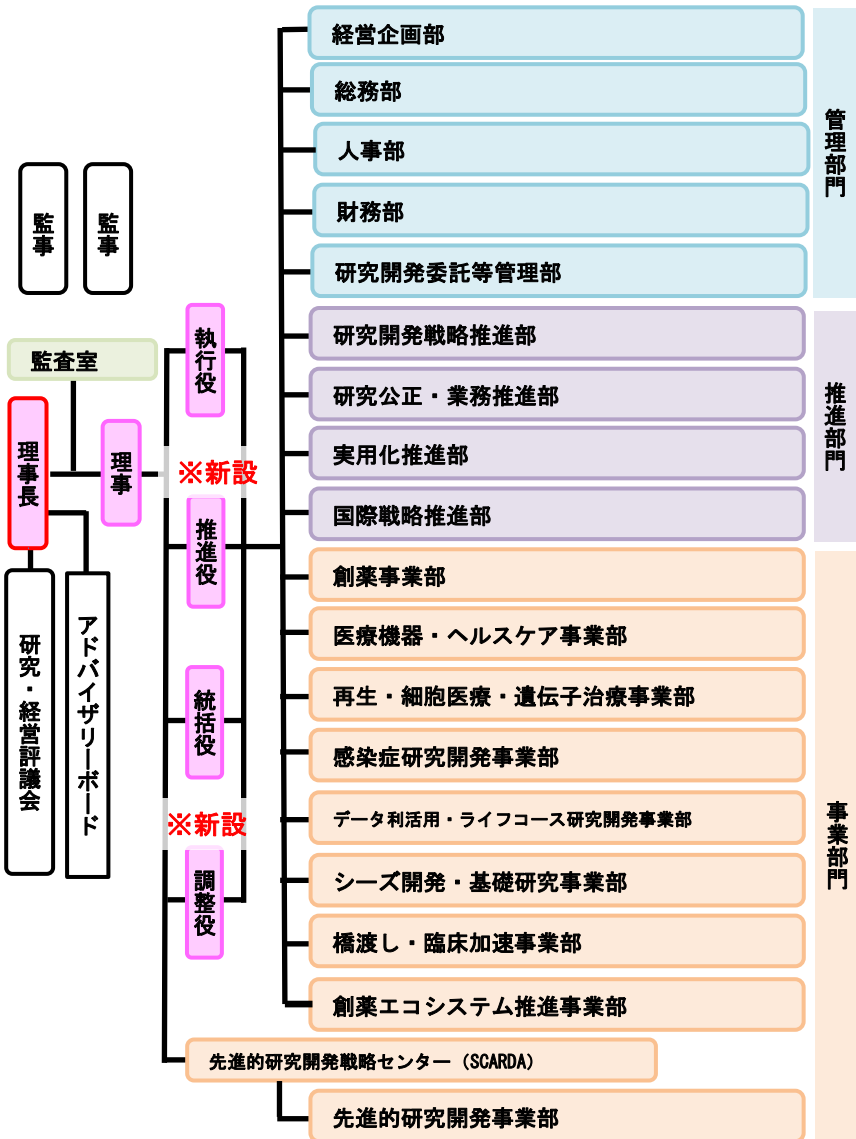 監事
監事
監査室
理事長
理事
研究・経営評議会
アドバイザリーボード
執行役
※新設
推進役
統括役
※新設
調整役
経営企画部
総務部
人事部
財務部
研究開発委託等管理部
管理部門
研究開発戦略推進部
研究公正・業務推進部
実用化推進部
国際戦略推進部
推進部門
創薬事業部
医療機器・ヘルスケア事業部
再生・細胞医療・遺伝子治療事業部
感染症研究開発事業部
データ利活用・ライフコース研究開発事業部
シーズ開発・基礎研究事業部
橋渡し・臨床加速事業部
創薬エコシステム推進事業部
先進的研究開発戦略センター（SCARDA）
先進的研究開発事業部
事業部門